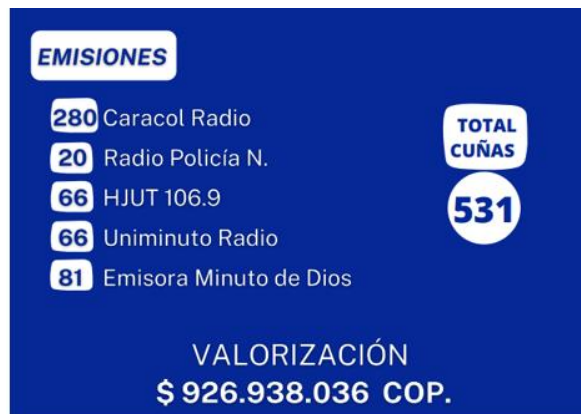 EMISIONES
280 Caracol Radio
20 Radio Policía N.
66 HJUT 106.9
66 Uniminuto Radio
81 Emisora Minuto de Dios
TOTAL
CUÑAS
531
VALORIZACIÓN
$ 926.938.036 COP.